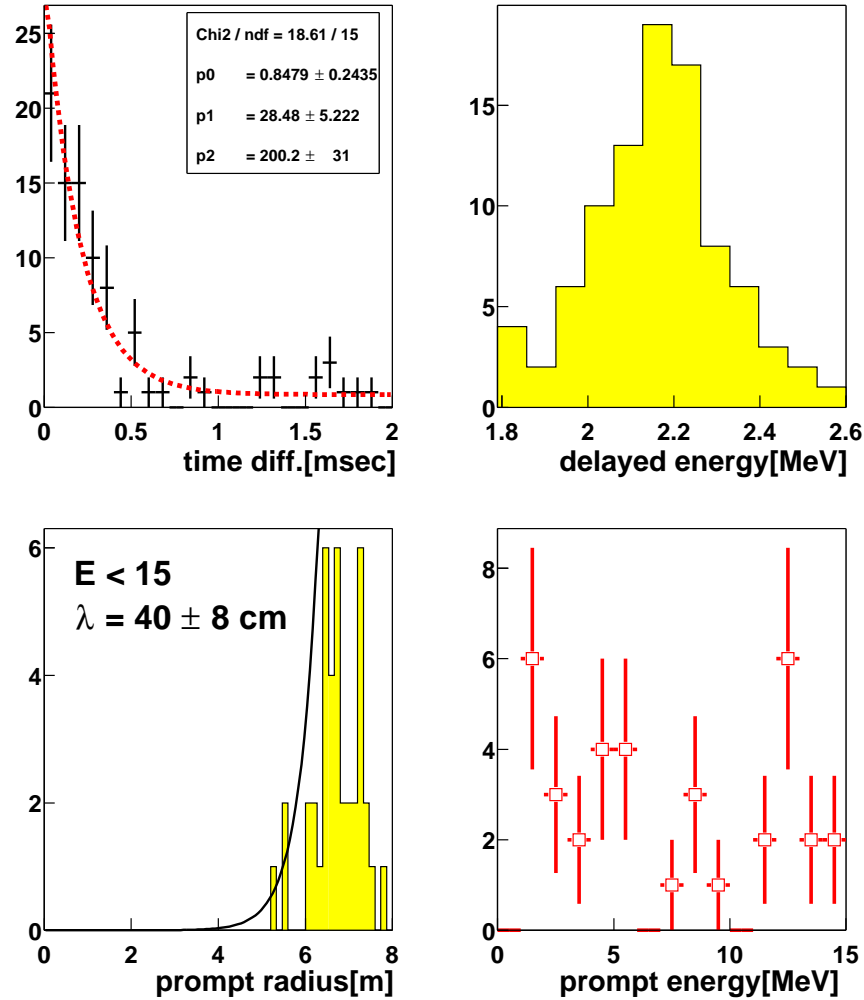 25
20
15
10
5
0
Chi2 / ndf = 18.61 / 15
p0 = 0.8479 ± 0.2435
p1 = 28.48 ± 5.222
p2 = 200.2 ± 31
0 0.5 1 1.5 2
time diff.[msec]
15
10
5
0
1.8 2 2.2 2.4 2.6
delayed energy[MeV]
6
4
2
0
E < 15
λ = 40 ± 8 cm
0 2 4 6 8
prompt radius[m]
8
6
4
2
0
0 5 10 15
prompt energy[MeV]